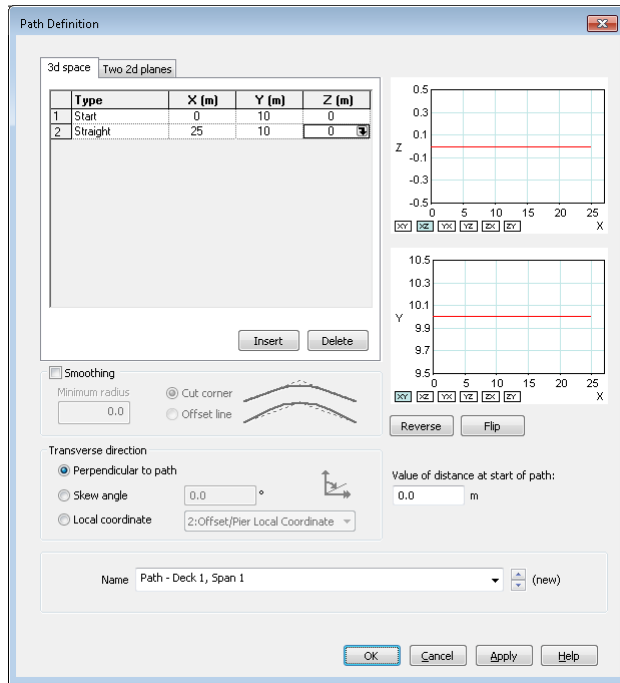 Path Definition
3d space Two 2d planes
Type X (m) Y (m) Z (m)
1 Start 0 10 0
2 Straight 25 10 0
Insert Delete
0.5
0.3
0.1
Z
-0.1
-0.3
-0.5
0 5 10 15 20 25
XY XZ YX YZ ZX ZY X
10.5
10.3
10.1
Y
9.9
9.7
9.5
0 5 10 15 20 25
XY XZ YX YZ ZX ZY X
Reverse Flip
Smoothing
Minimum radius
0.0
Cut corner
Offset line
Transverse direction
Perpendicular to path
Skew angle 0.0 °
Local coordinate 2:Offset/Pier Local Coordinate
Value of distance at start of path:
0.0 m
Name Path - Deck 1, Span 1 (new)
OK Cancel Apply Help